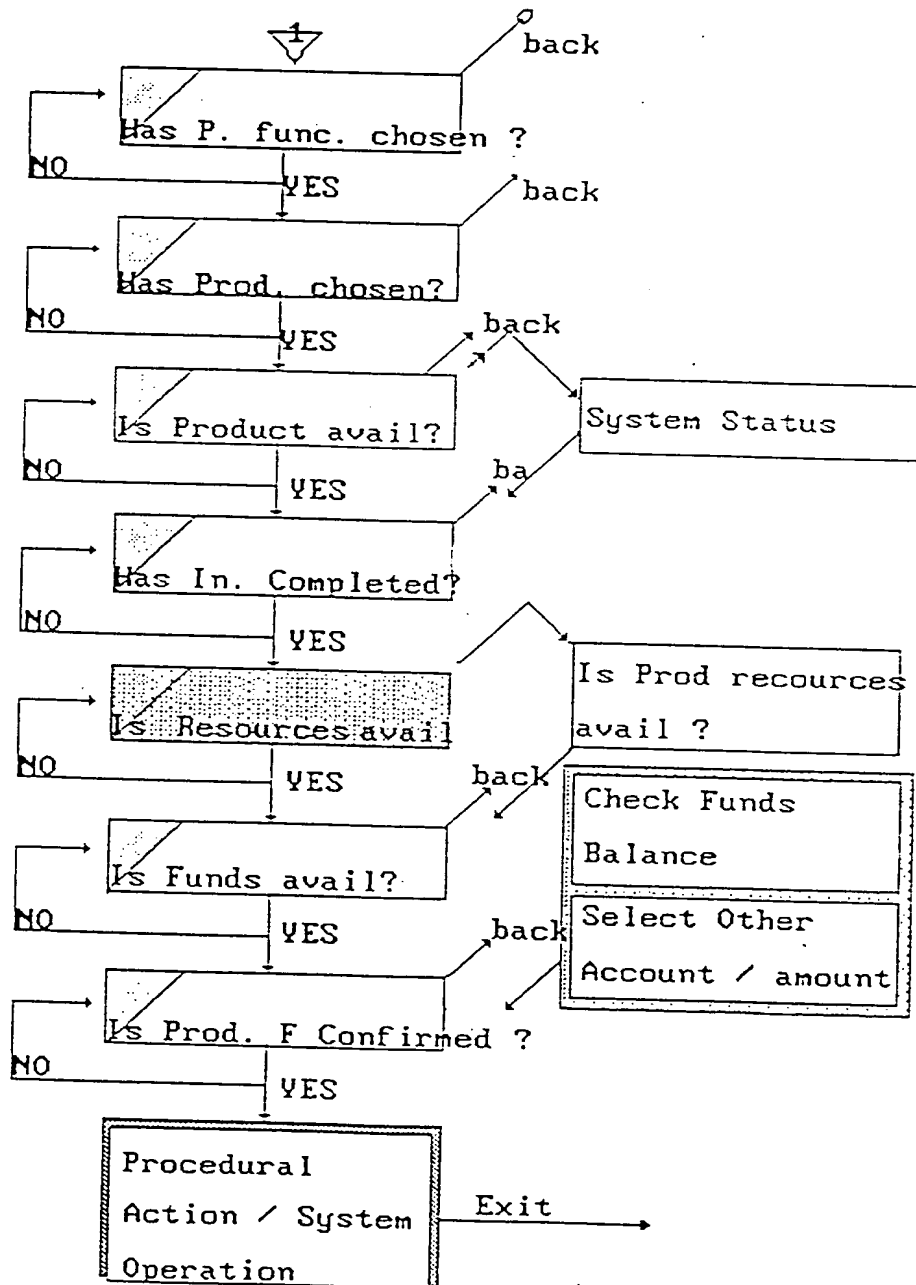 1
back
Has P. func. chosen ?
NO
YES
back
Has Prod. chosen?
NO
YES
back
System Status
Is Product avail?
NO
YES
ba
Has In. Completed?
NO
YES
Is Prod recources
avail ?
Is Resources avail
NO
YES
back
Check Funds
Balance
Is Funds avail?
NO
YES
back
Select Other
Account / amount
Is Prod. F Confirmed ?
NO
YES
Procedural
Action / System
Operation
Exit